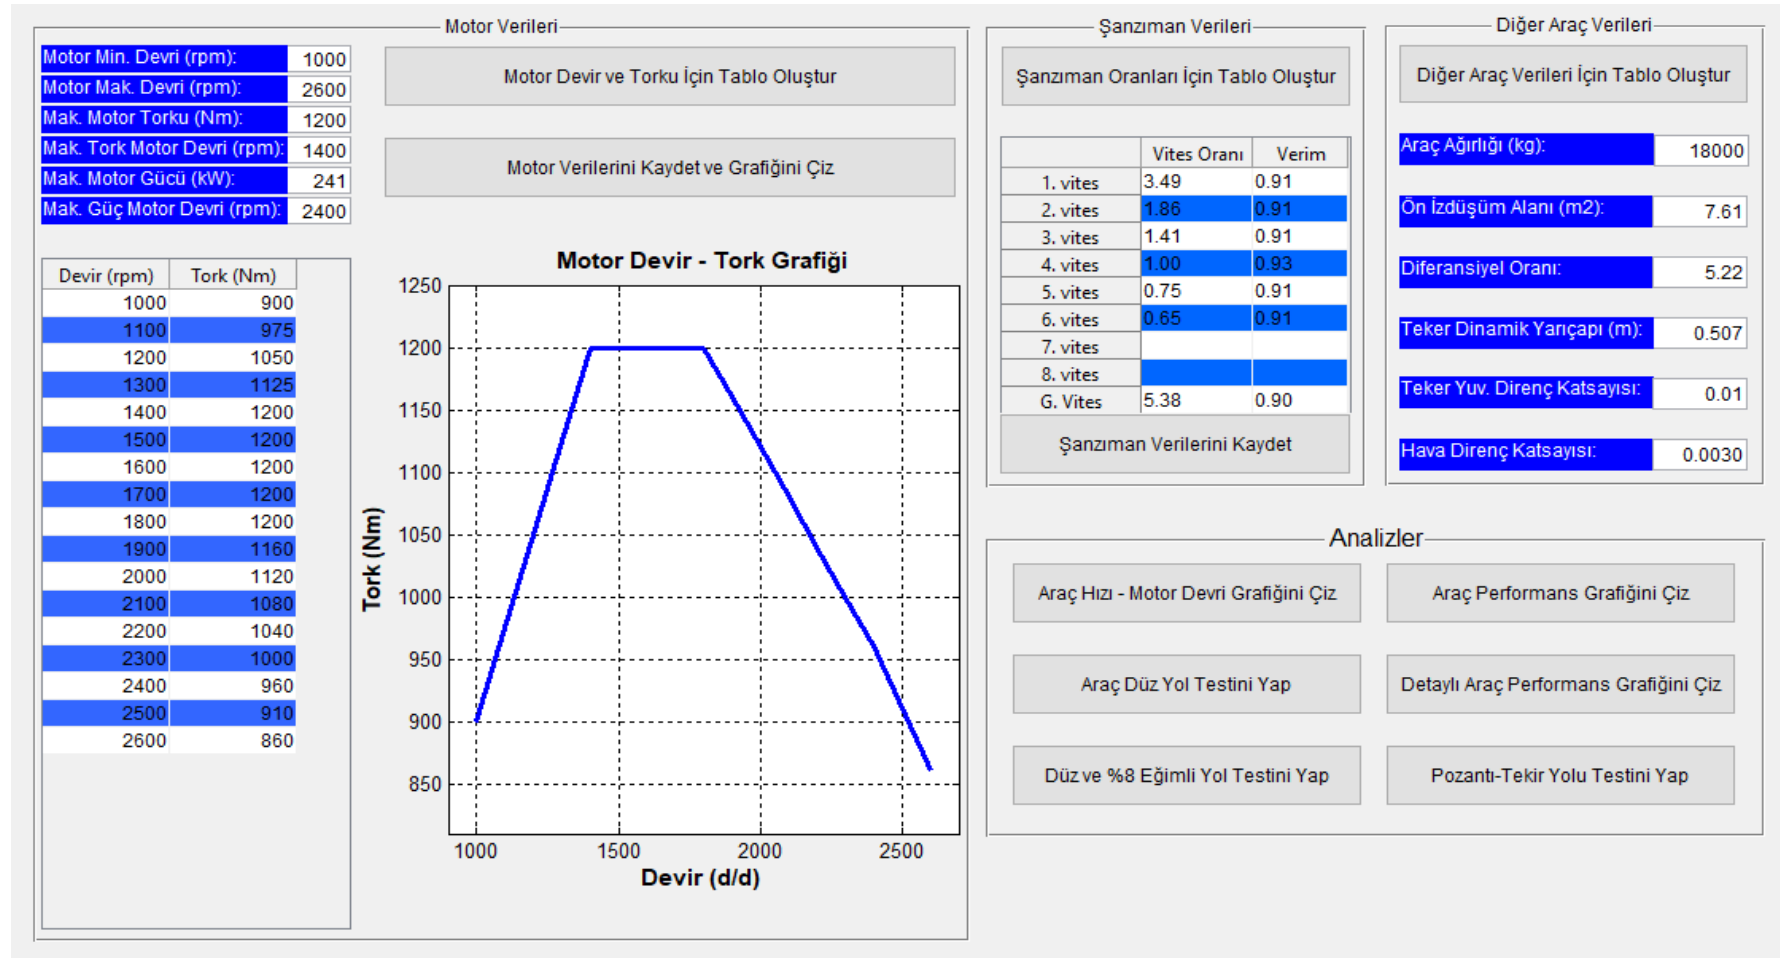 Motor Verileri
Motor Min. Devri (rpm): 1000
Motor Mak. Devri (rpm): 2600
Mak. Motor Torku (Nm): 1200
Mak. Tork Motor Devri (rpm): 1400
Mak. Motor Gücü (kW): 241
Mak. Güç Motor Devri (rpm): 2400
Motor Devir ve Torku İçin Tablo Oluştur
Motor Verilerini Kaydet ve Grafiğini Çiz
Devir (rpm) Tork (Nm)
1000 900
1100 975
1200 1050
1300 1125
1400 1200
1500 1200
1600 1200
1700 1200
1800 1200
1900 1160
2000 1120
2100 1080
2200 1040
2300 1000
2400 960
2500 910
2600 860
Motor Devir - Tork Grafiği
1250
1200
1150
1100
1050
1000
950
900
850
Tork (Nm)
1000 1500 2000 2500
Devir (d/d)
Şanzıman Verileri
Şanzıman Oranları İçin Tablo Oluştur
Vites Oranı Verim
1. vites 3.49 0.91
2. vites 1.86 0.91
3. vites 1.41 0.91
4. vites 1.00 0.93
5. vites 0.75 0.91
6. vites 0.65 0.91
7. vites
8. vites
G. Vites 5.38 0.90
Şanzıman Verilerini Kaydet
Diğer Araç Verileri
Diğer Araç Verileri İçin Tablo Oluştur
Araç Ağırlığı (kg): 18000
Ön İzdüşüm Alanı (m2): 7.61
Diferansiyel Oranı: 5.22
Teker Dinamik Yarıçapı (m): 0.507
Teker Yuv. Direnç Katsayısı: 0.01
Hava Direnç Katsayısı: 0.0030
Analizler
Araç Hızı - Motor Devri Grafiğini Çiz
Araç Performans Grafiğini Çiz
Araç Düz Yol Testini Yap
Detaylı Araç Performans Grafiğini Çiz
Düz ve %8 Eğimli Yol Testini Yap
Pozantı-Tekir Yolu Testini Yap